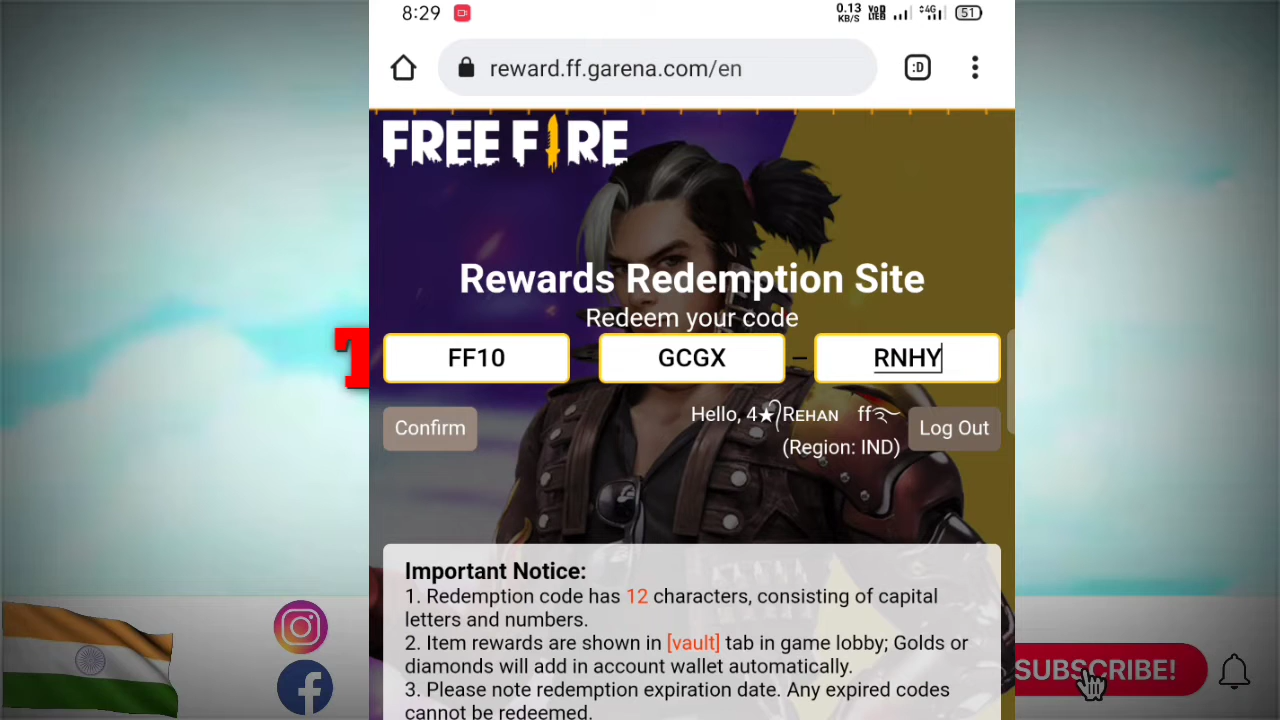 8:29
0.13
KB/S
VoD
LTED
4G
51
reward.ff.garena.com/en
:D
FREE FIRE
Rewards Redemption Site
Redeem your code
T
FF10 – GCGX – RNHY
Confirm
Hello, 4★Rᴇʜᴀɴ ff
(Region: IND)
Log Out
Important Notice:
1. Redemption code has 12 characters, consisting of capital
letters and numbers.
2. Item rewards are shown in [vault] tab in game lobby; Golds or
diamonds will add in account wallet automatically.
3. Please note redemption expiration date. Any expired codes
cannot be redeemed.
SUBSCRIBE!